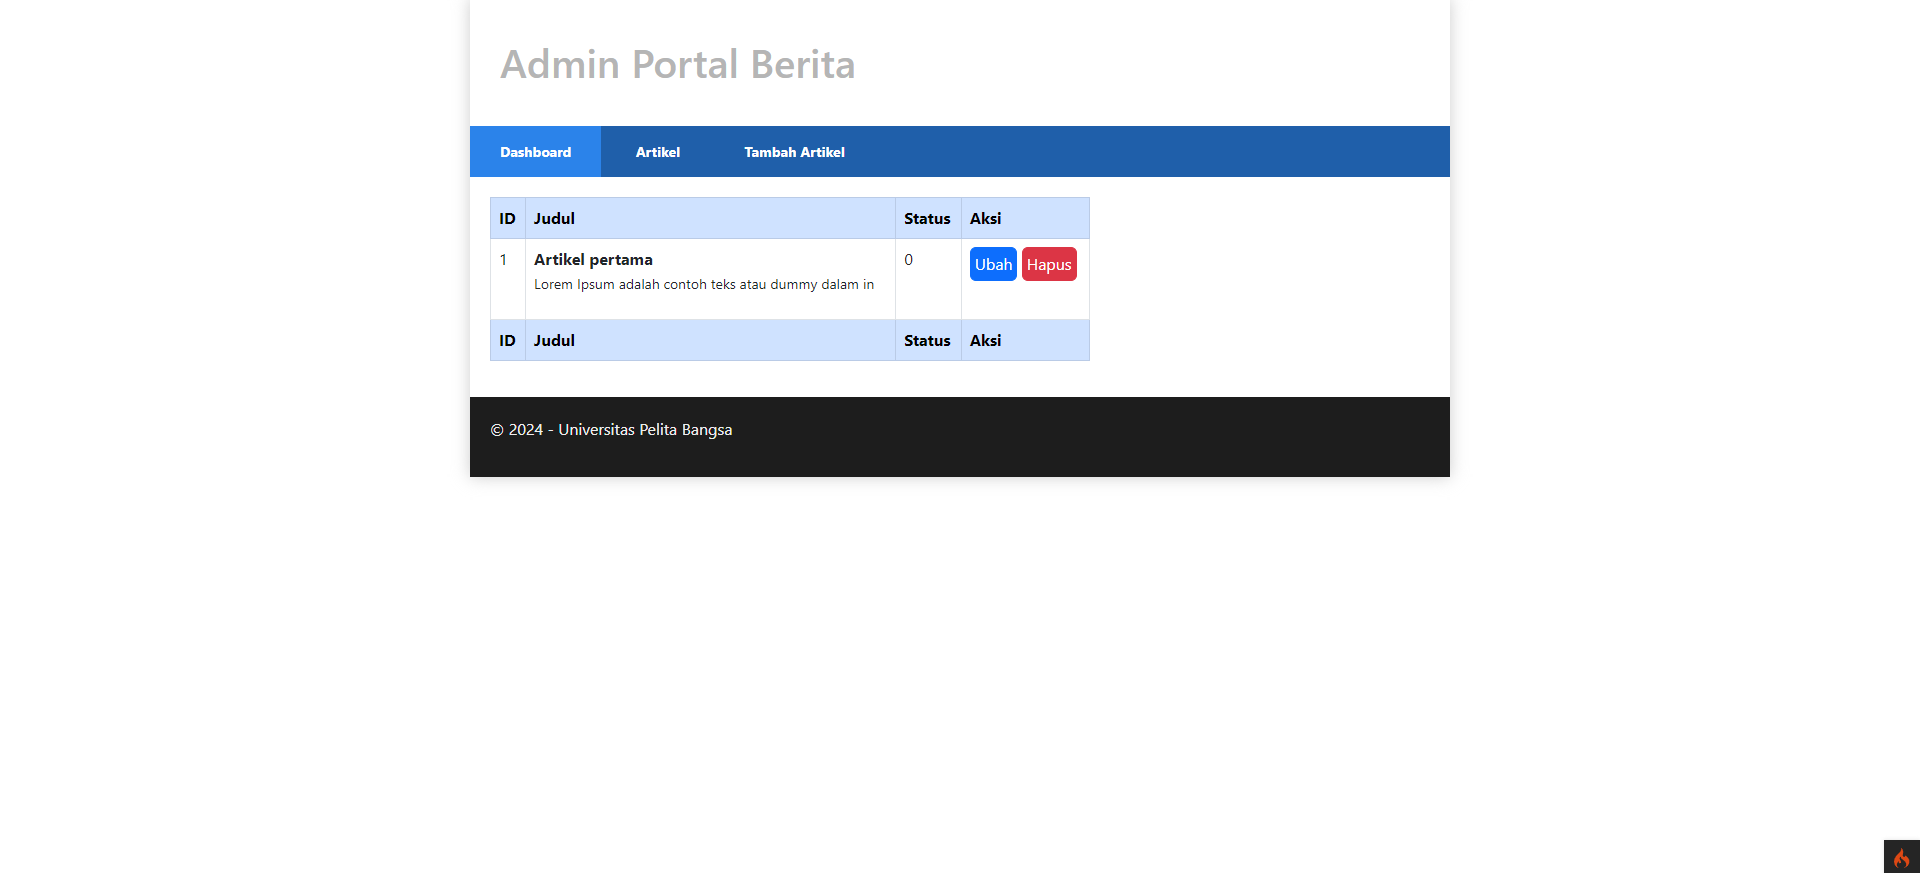 Admin Portal Berita
Dashboard Artikel Tambah Artikel
ID Judul Status Aksi
1 Artikel pertama 0 Ubah Hapus
Lorem Ipsum adalah contoh teks atau dummy dalam in
ID Judul Status Aksi
© 2024 - Universitas Pelita Bangsa